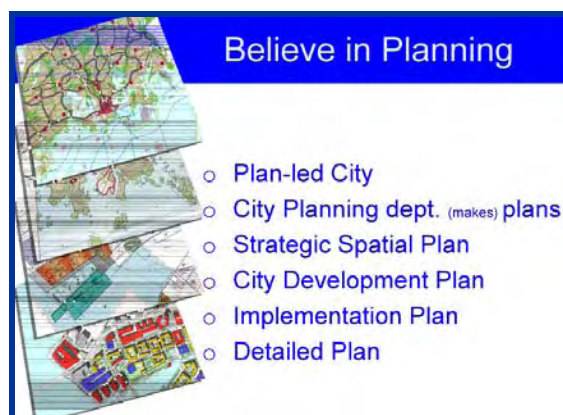 Believe in Planning
Plan-led City
City Planning dept. (makes) plans
Strategic Spatial Plan
City Development Plan
Implementation Plan
Detailed Plan